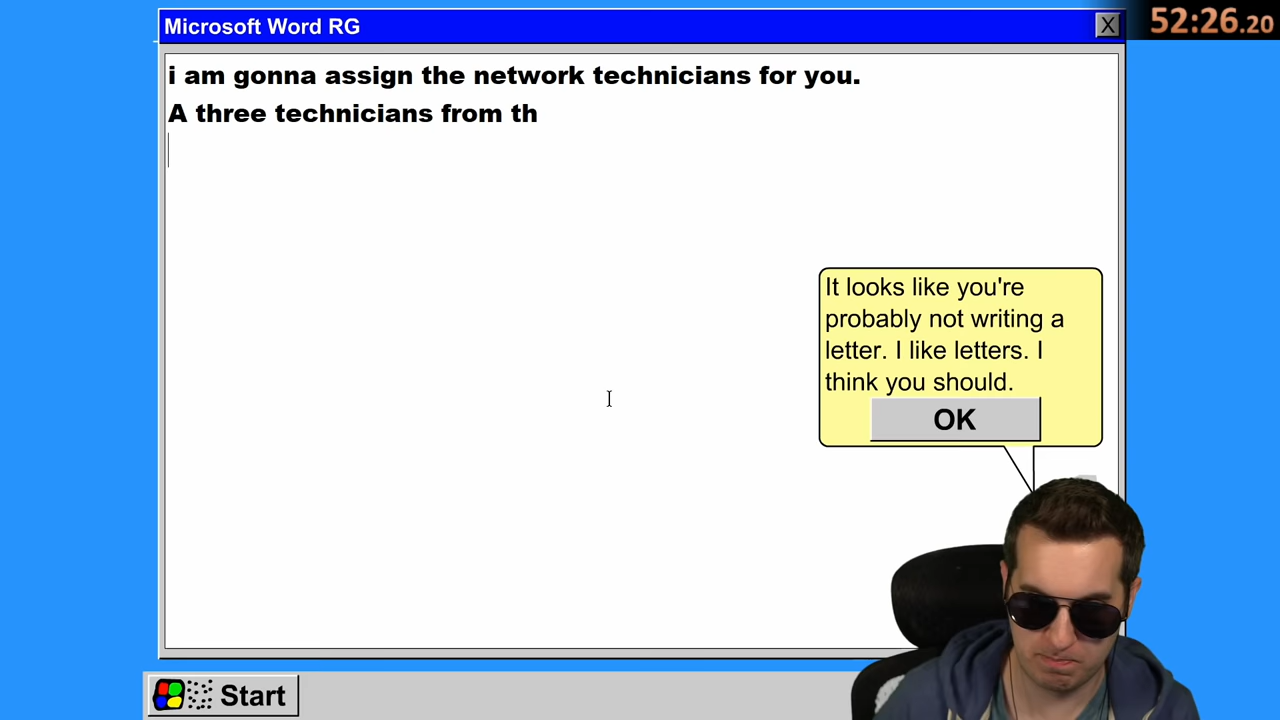 Microsoft Word RG
X
52:26.20
i am gonna assign the network technicians for you.
A three technicians from th
It looks like you're
probably not writing a
letter. I like letters. I
think you should.
OK
Start